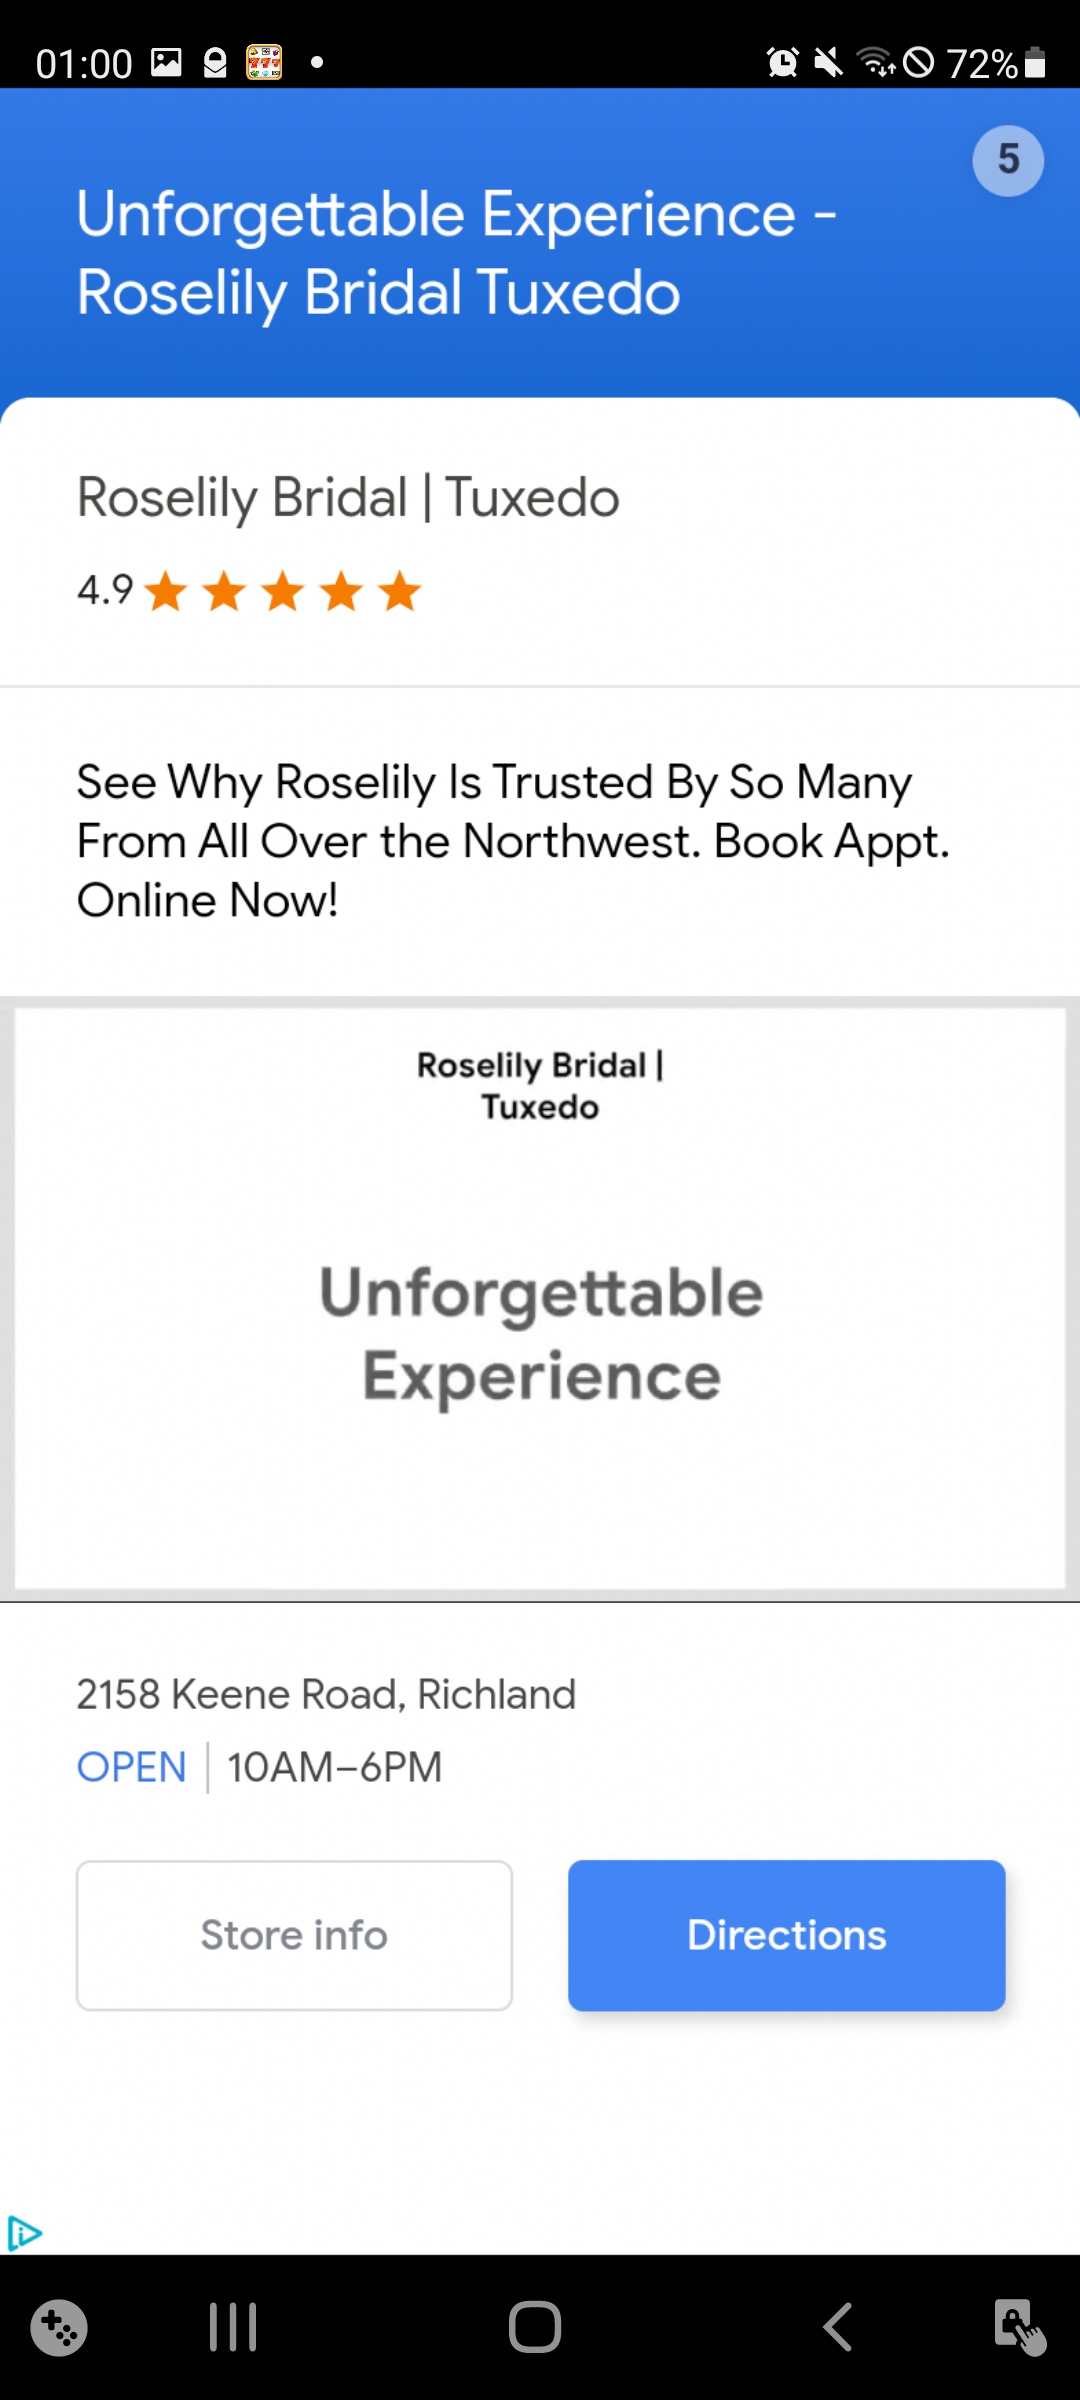 01:00
777
72%
5
Unforgettable Experience -
Roselily Bridal Tuxedo
Roselily Bridal | Tuxedo
4.9
See Why Roselily Is Trusted By So Many
From All Over the Northwest. Book Appt.
Online Now!
Roselily Bridal |
Tuxedo
Unforgettable
Experience
2158 Keene Road, Richland
OPEN | 10AM–6PM
Store info
Directions